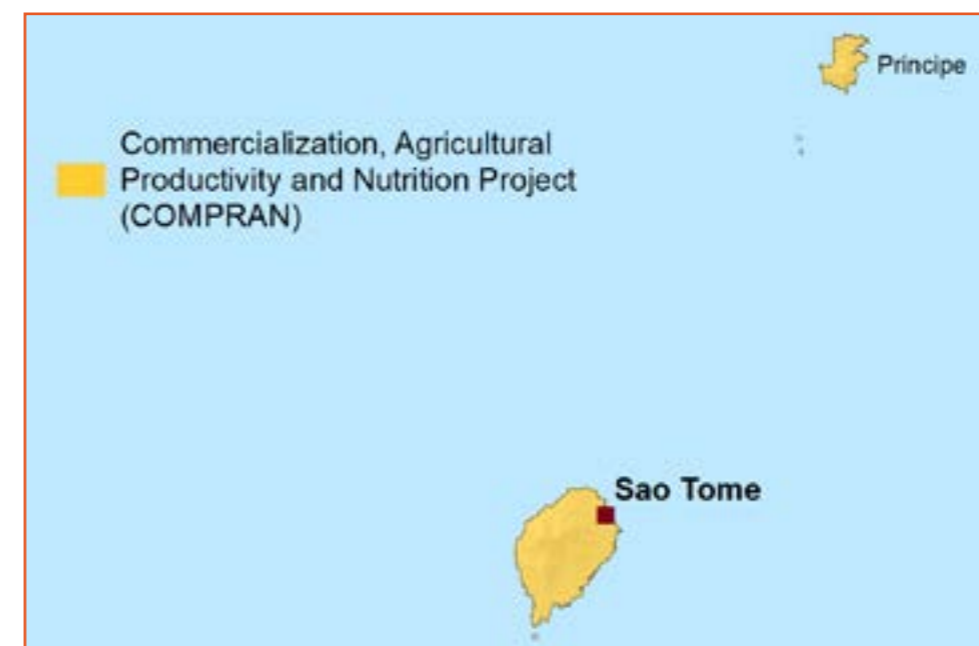 Principe
Commercialization, Agricultural
Productivity and Nutrition Project
(COMPRAN)
Sao Tome